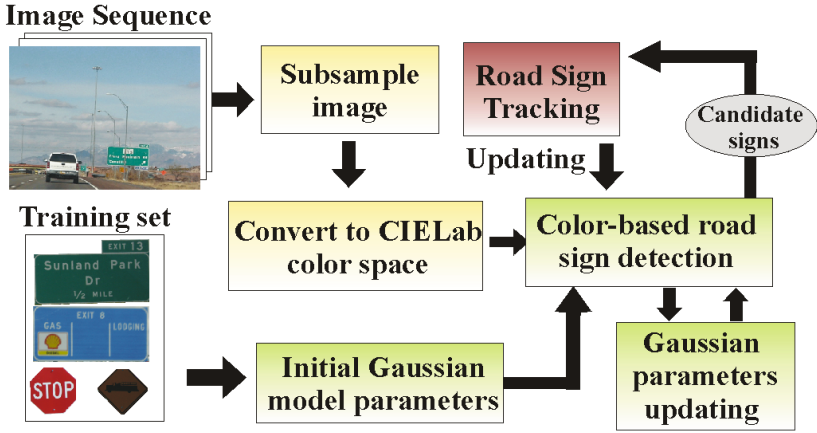 Image Sequence
Subsample
image
Road Sign
Tracking
Candidate
signs
Updating
Training set
Convert to CIELab
color space
Color-based road
sign detection
EXIT 13
Sunland Park
Dr
1/2 MILE
EXIT 8
GAS
LODGING
STOP
Initial Gaussian
model parameters
Gaussian
parameters
updating